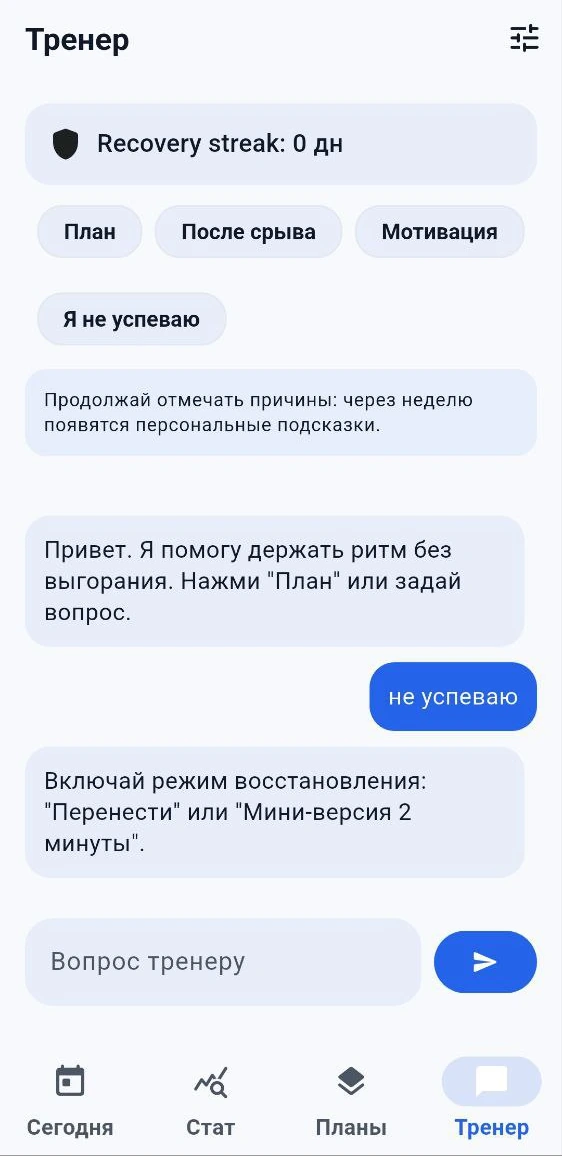 Тренер
Recovery streak: 0 дн
План
После срыва
Мотивация
Я не успеваю
Продолжай отмечать причины: через неделю
появятся персональные подсказки.
Привет. Я помогу держать ритм без
выгорания. Нажми "План" или задай
вопрос.
не успеваю
Включай режим восстановления:
"Перенести" или "Мини-версия 2
минуты".
Вопрос тренеру
Сегодня
Стат
Планы
Тренер